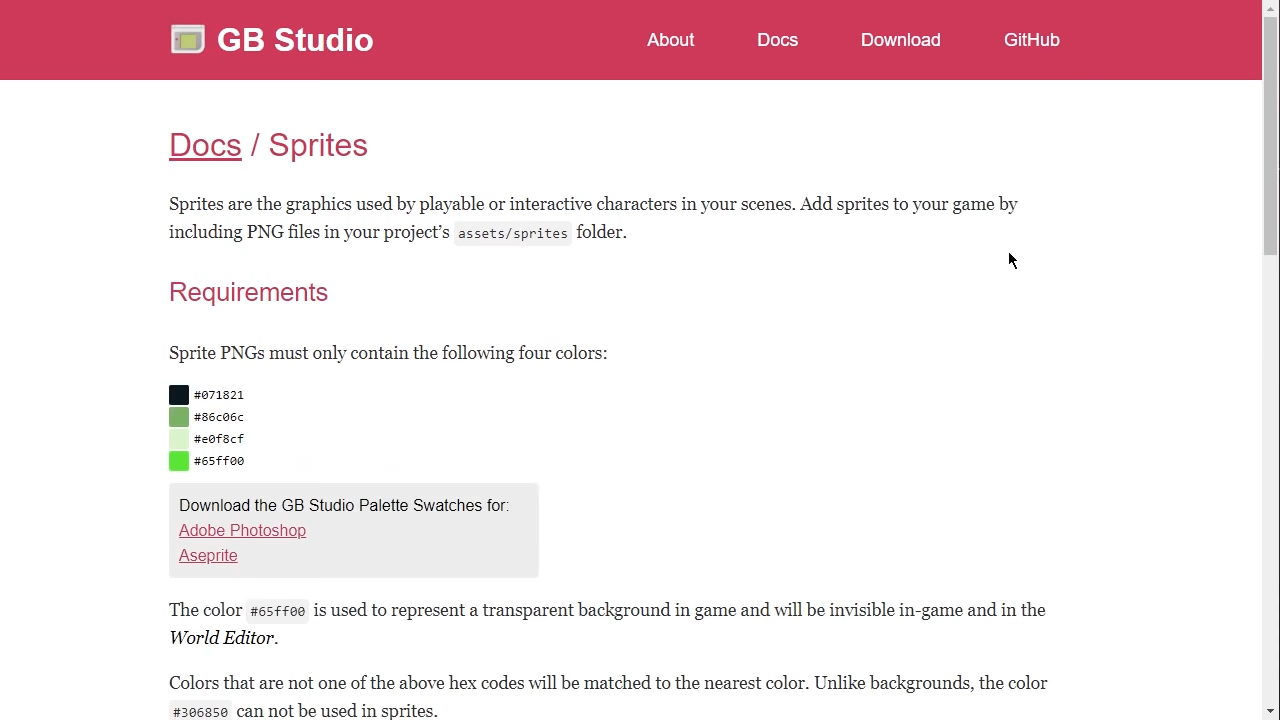 GB Studio
About
Docs
Download
GitHub
Docs / Sprites
Sprites are the graphics used by playable or interactive characters in your scenes. Add sprites to your game by
including PNG files in your project’s assets/sprites folder.
Requirements
Sprite PNGs must only contain the following four colors:
#071821
#86c06c
#e0f8cf
#65ff00
Download the GB Studio Palette Swatches for:
Adobe Photoshop
Aseprite
The color #65ff00 is used to represent a transparent background in game and will be invisible in-game and in the
World Editor.
Colors that are not one of the above hex codes will be matched to the nearest color. Unlike backgrounds, the color
#306850 can not be used in sprites.